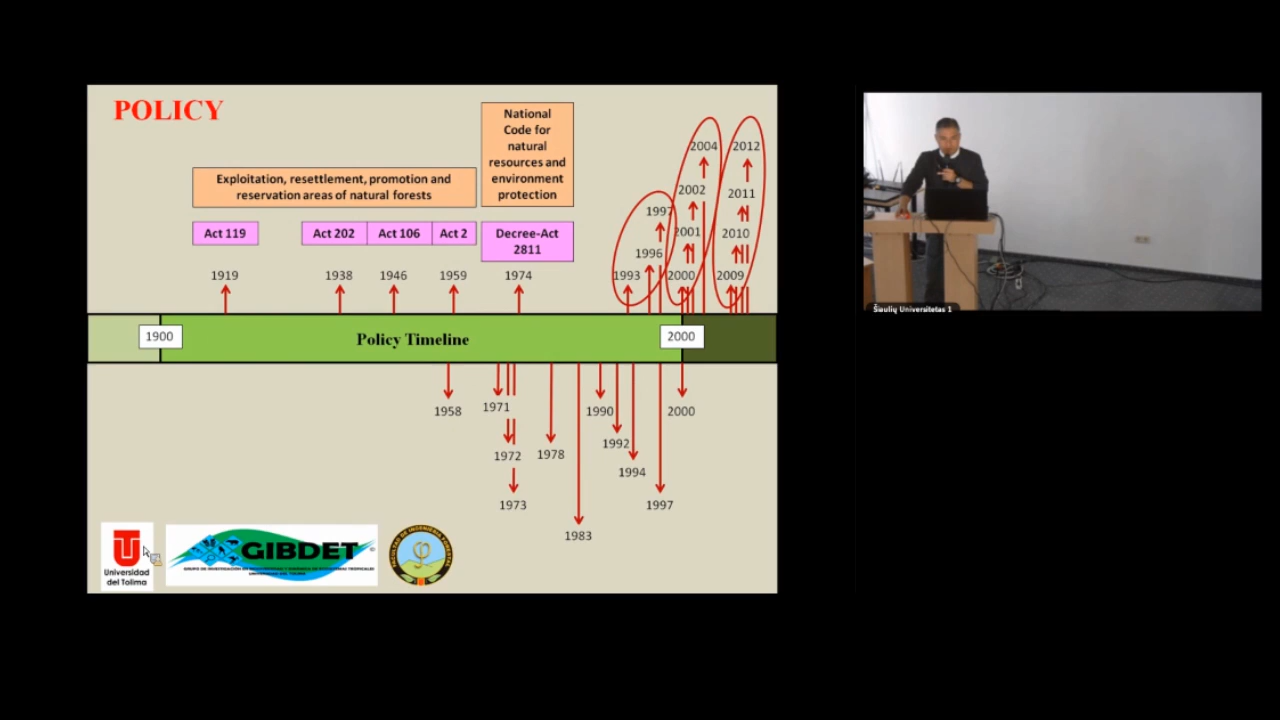 POLICY
National
Code for
natural
resources and
environment
protection
Exploitation, resettlement, promotion and
reservation areas of natural forests
Act 119
Act 202
Act 106
Act 2
Decree-Act
2811
1919
1938
1946
1959
1974
1993
1996
1997
2000
2001
2002
2004
2009
2010
2011
2012
1900
Policy Timeline
2000
1958
1971
1972
1973
1978
1983
1990
1992
1994
1997
2000
Universidad
del Tolima
GIBDET
UNIVERSIDAD DEL TOLIMA
Šiaulių Universitetas 1